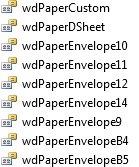 wdPaperCustom
wdPaperDSheet
wdPaperEnvelope10
wdPaperEnvelope11
wdPaperEnvelope12
wdPaperEnvelope14
wdPaperEnvelope9
wdPaperEnvelopeB4
wdPaperEnvelopeB5